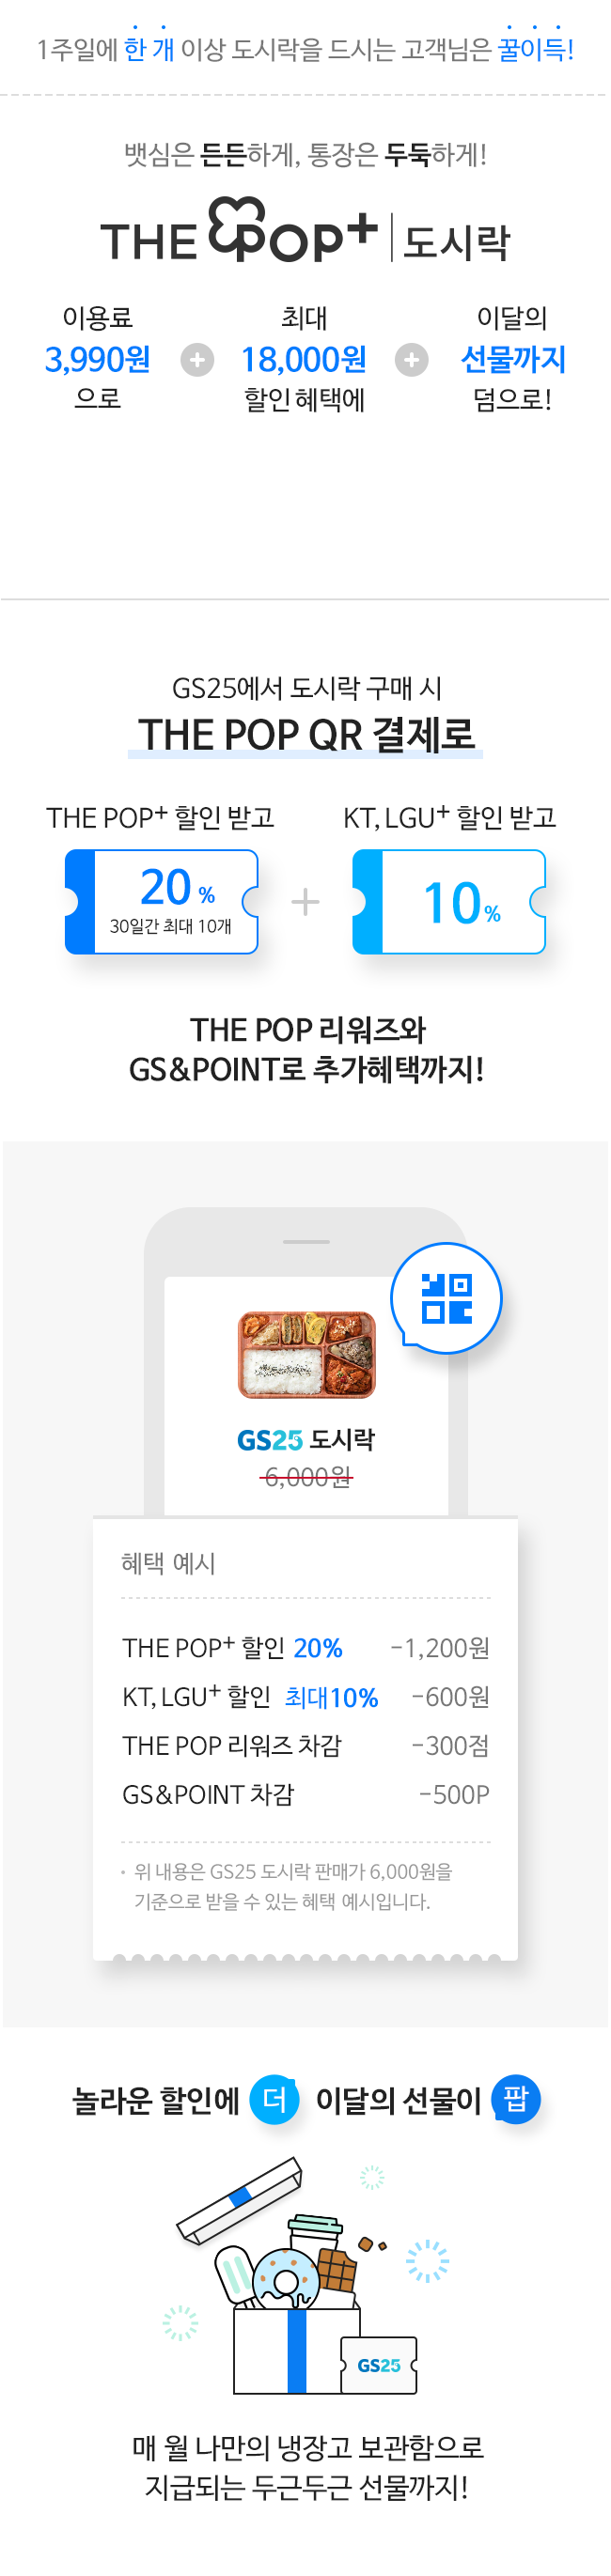 1주일에 한 개 이상 도시락을 드시는 고객님은 꿀이득!
뱃심은 든든하게, 통장은 두둑하게!
THE POP+ 도시락
이용료
3,990원
으로
+
최대
18,000원
할인 혜택에
+
이달의
선물까지
덤으로!
GS25에서 도시락 구매 시
THE POP QR 결제로
THE POP+ 할인 받고
20 %
30일간 최대 10개
+
KT, LGU+ 할인 받고
10 %
THE POP 리워즈와
GS&POINT로 추가혜택까지!
GS25 도시락
6,000원
혜택 예시
THE POP+ 할인 20% -1,200원
KT, LGU+ 할인 최대10% -600원
THE POP 리워즈 차감 -300점
GS&POINT 차감 -500P
• 위 내용은 GS25 도시락 판매가 6,000원을
기준으로 받을 수 있는 혜택 예시입니다.
놀라운 할인에 더 이달의 선물이 팝
GS25
매 월 나만의 냉장고 보관함으로
지급되는 두근두근 선물까지!